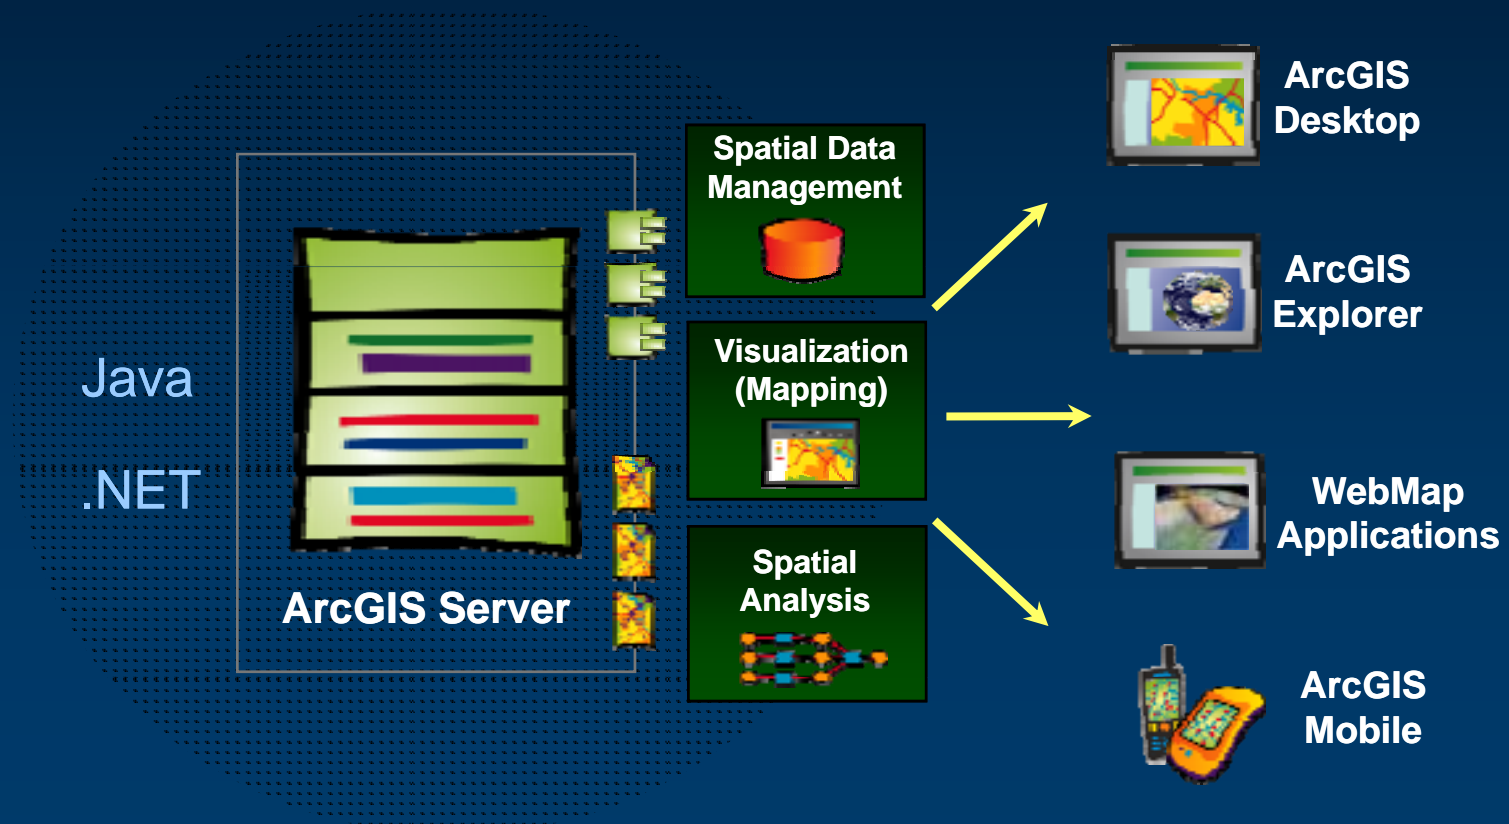 Java
.NET
ArcGIS Server
Spatial Data
Management
Visualization
(Mapping)
Spatial
Analysis
ArcGIS
Desktop
ArcGIS
Explorer
WebMap
Applications
ArcGIS
Mobile